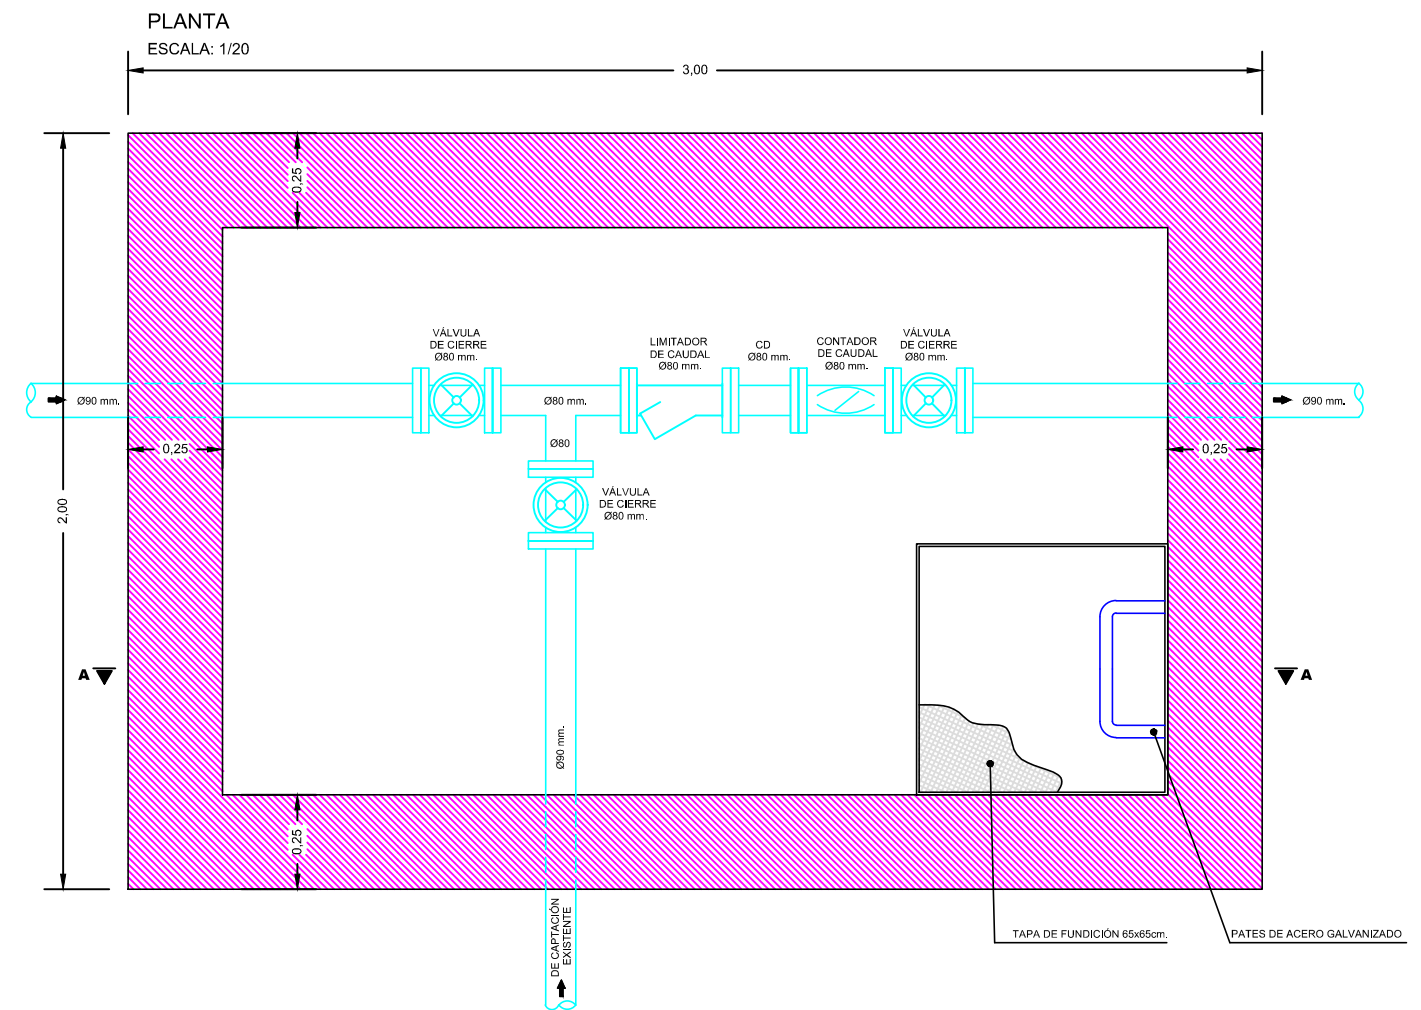 PLANTA
ESCALA: 1/20
3,00
0,25
VÁLVULA
DE CIERRE
Ø80 mm.
LIMITADOR
DE CAUDAL
Ø80 mm.
CD
Ø80 mm.
CONTADOR
DE CAUDAL
Ø80 mm.
VÁLVULA
DE CIERRE
Ø80 mm.
Ø90 mm.
Ø80 mm.
Ø90 mm.
Ø80
0,25
0,25
2,00
VÁLVULA
DE CIERRE
Ø80 mm.
A
A
Ø90 mm.
0,25
DE CAPTACIÓN
EXISTENTE
TAPA DE FUNDICIÓN 65x65cm.
PATES DE ACERO GALVANIZADO